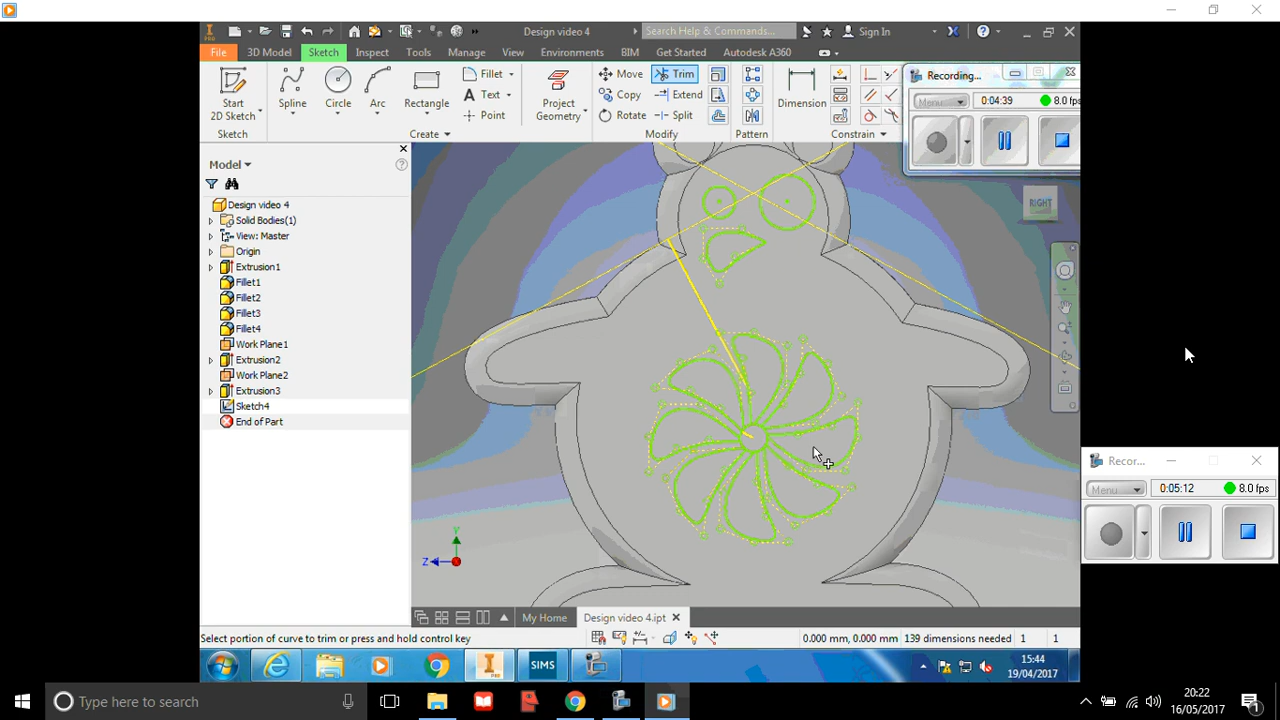 Design video 4
Search Help & Commands...
Sign In
File
3D Model
Sketch
Inspect
Tools
Manage
View
Environments
BIM
Get Started
Autodesk A360
PRO
Start
2D Sketch
Spline
Circle
Arc
Rectangle
Fillet
Text
Point
Project
Geometry
Move
Copy
Rotate
Trim
Extend
Split
Dimension
Sketch
Create
Modify
Pattern
Constrain
Recording...
Menu
0:04:39
8.0 fps
Model
Design video 4
Solid Bodies(1)
View: Master
Origin
Extrusion1
Fillet1
Fillet2
Fillet3
Fillet4
Work Plane1
Extrusion2
Work Plane2
Extrusion3
Sketch4
End of Part
RIGHT
Y
Z
Recor...
Menu
0:05:12
8.0 fps
My Home
Design video 4.ipt
Select portion of curve to trim or press and hold control key
0.000 mm, 0.000 mm
139 dimensions needed
1
1
SIMS
15:44
19/04/2017
Type here to search
20:22
16/05/2017
1